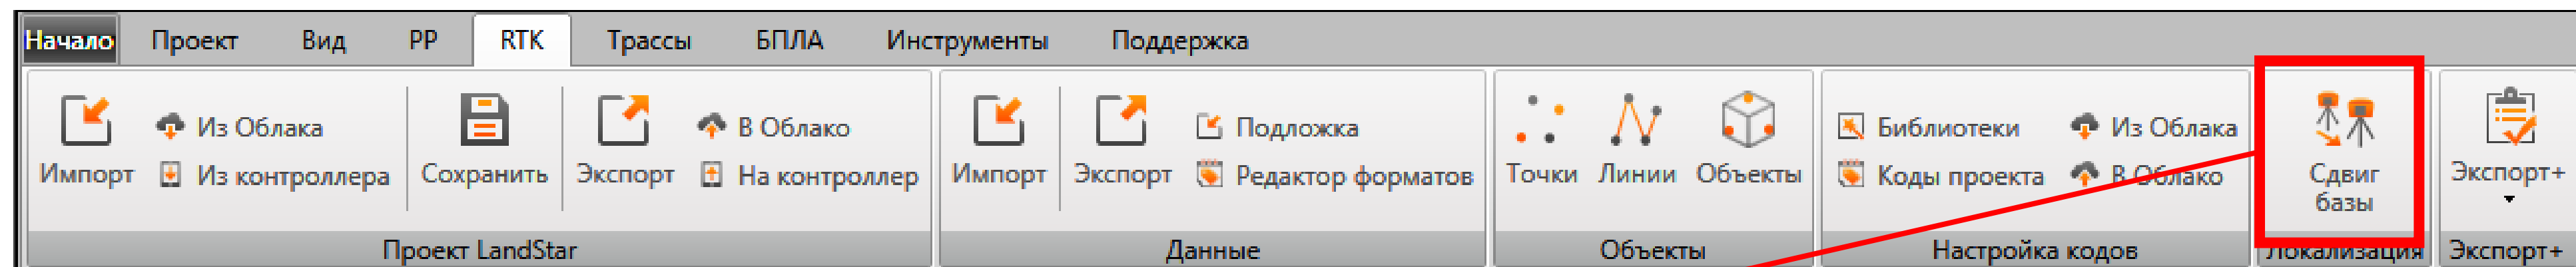 Начало Проект Вид PP RTK Трассы БПЛА Инструменты Поддержка
Импорт Из Облака Из контроллера Сохранить Экспорт В Облако На контроллер
Проект LandStar
Импорт Экспорт Подложка Редактор форматов
Данные
Точки Линии Объекты
Объекты
Библиотеки Из Облака
Коды проекта В Облако
Настройка кодов
Сдвиг
базы
Локализация
Экспорт+
Экспорт+